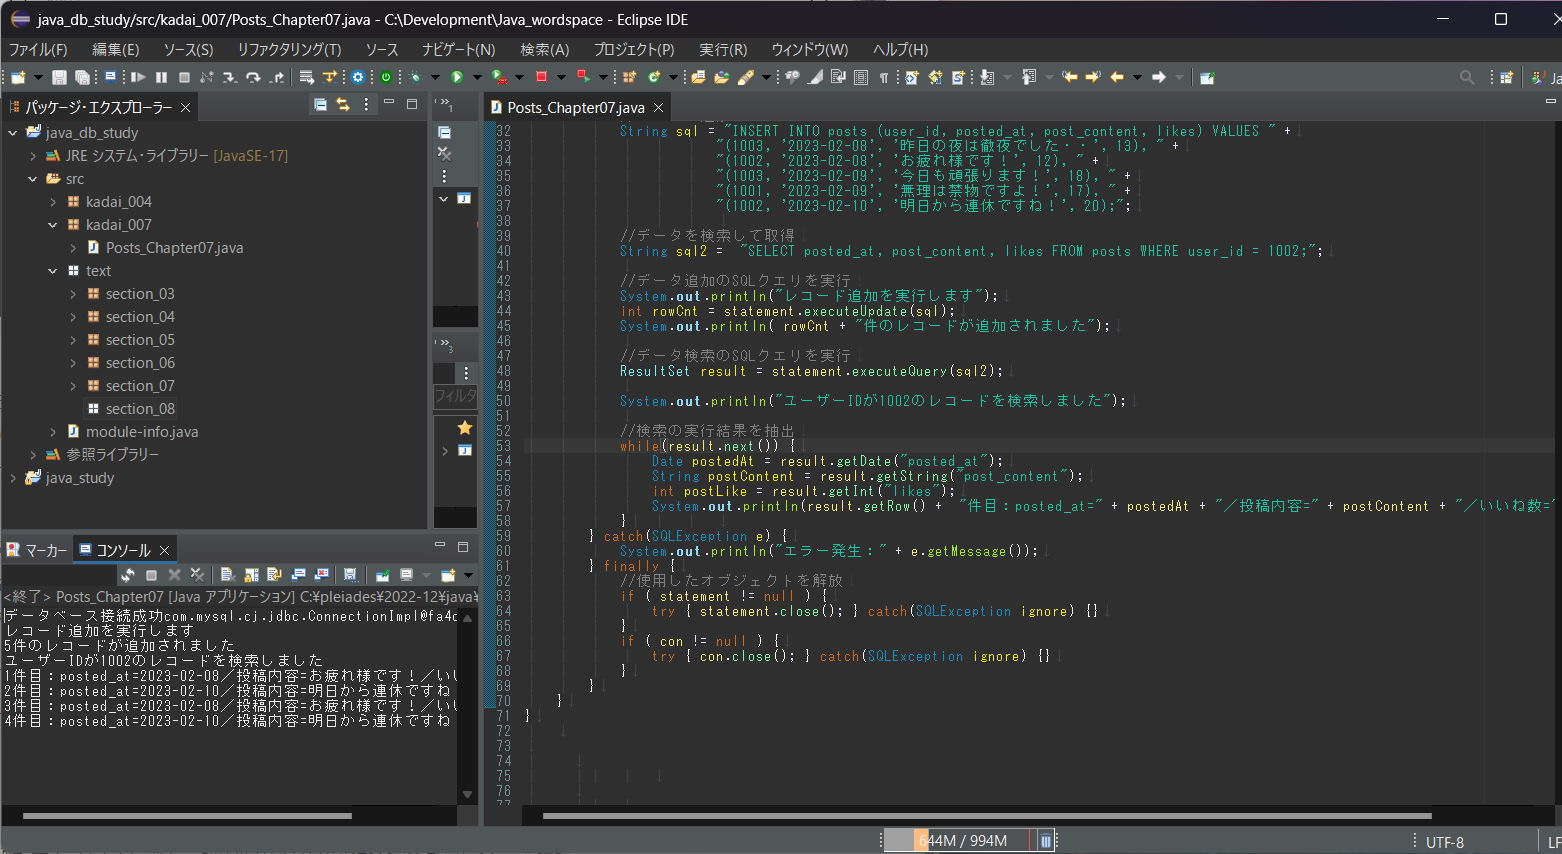 java_db_study/src/kadai_007/Posts_Chapter07.java - C:\Development\Java_wordspace - Eclipse IDE
ファイル(F) 編集(E) ソース(S) リファクタリング(T) ソース ナビゲート(N) 検索(A) プロジェクト(P) 実行(R) ウィンドウ(W) ヘルプ(H)
パッケージ・エクスプローラー
java_db_study
JRE システム・ライブラリー [JavaSE-17]
src
kadai_004
kadai_007
Posts_Chapter07.java
text
section_03
section_04
section_05
section_06
section_07
section_08
module-info.java
参照ライブラリー
java_study
»1
»3
フィルタ
Posts_Chapter07.java
32 String sql = "INSERT INTO posts (user_id, posted_at, post_content, likes) VALUES " +
33 "(1003, '2023-02-08', '昨日の夜は徹夜でした・・', 13), " +
34 "(1002, '2023-02-08', 'お疲れ様です！', 12), " +
35 "(1003, '2023-02-09', '今日も頑張ります！', 18), " +
36 "(1001, '2023-02-09', '無理は禁物ですよ！', 17), " +
37 "(1002, '2023-02-10', '明日から連休ですね！', 20);";
38
39 //データを検索して取得
40 String sql2 =  "SELECT posted_at, post_content, likes FROM posts WHERE user_id = 1002;";
41
42 //データ追加のSQLクエリを実行
43 System.out.println("レコード追加を実行します");
44 int rowCnt = statement.executeUpdate(sql);
45 System.out.println( rowCnt + "件のレコードが追加されました");
46
47 //データ検索のSQLクエリを実行
48 ResultSet result = statement.executeQuery(sql2);
49
50 System.out.println("ユーザーIDが1002のレコードを検索しました");
51
52 //検索の実行結果を抽出
53 while(result.next()) {
54 Date postedAt = result.getDate("posted_at");
55 String postContent = result.getString("post_content");
56 int postLike = result.getInt("likes");
57 System.out.println(result.getRow() +  "件目：posted_at=" + postedAt + "／投稿内容=" + postContent + "／いいね数="
58 }
59 } catch(SQLException e) {
60 System.out.println("エラー発生：" + e.getMessage());
61 } finally {
62 //使用したオブジェクトを解放
63 if ( statement != null ) {
64 try { statement.close(); } catch(SQLException ignore) {}
65 }
66 if ( con != null ) {
67 try { con.close(); } catch(SQLException ignore) {}
68 }
69 }
70 }
71 }
72
73
74
75
76
マーカー コンソール
<終了> Posts_Chapter07 [Java アプリケーション] C:¥pleiades¥2022-12¥java¥
データベース接続成功com.mysql.cj.jdbc.ConnectionImpl@fa4c
レコード追加を実行します
5件のレコードが追加されました
ユーザーIDが1002のレコードを検索しました
1件目：posted_at=2023-02-08／投稿内容=お疲れ様です！／いい
2件目：posted_at=2023-02-10／投稿内容=明日から連休ですね
3件目：posted_at=2023-02-08／投稿内容=お疲れ様です！／いい
4件目：posted_at=2023-02-10／投稿内容=明日から連休ですね
644M / 994M
UTF-8
LF